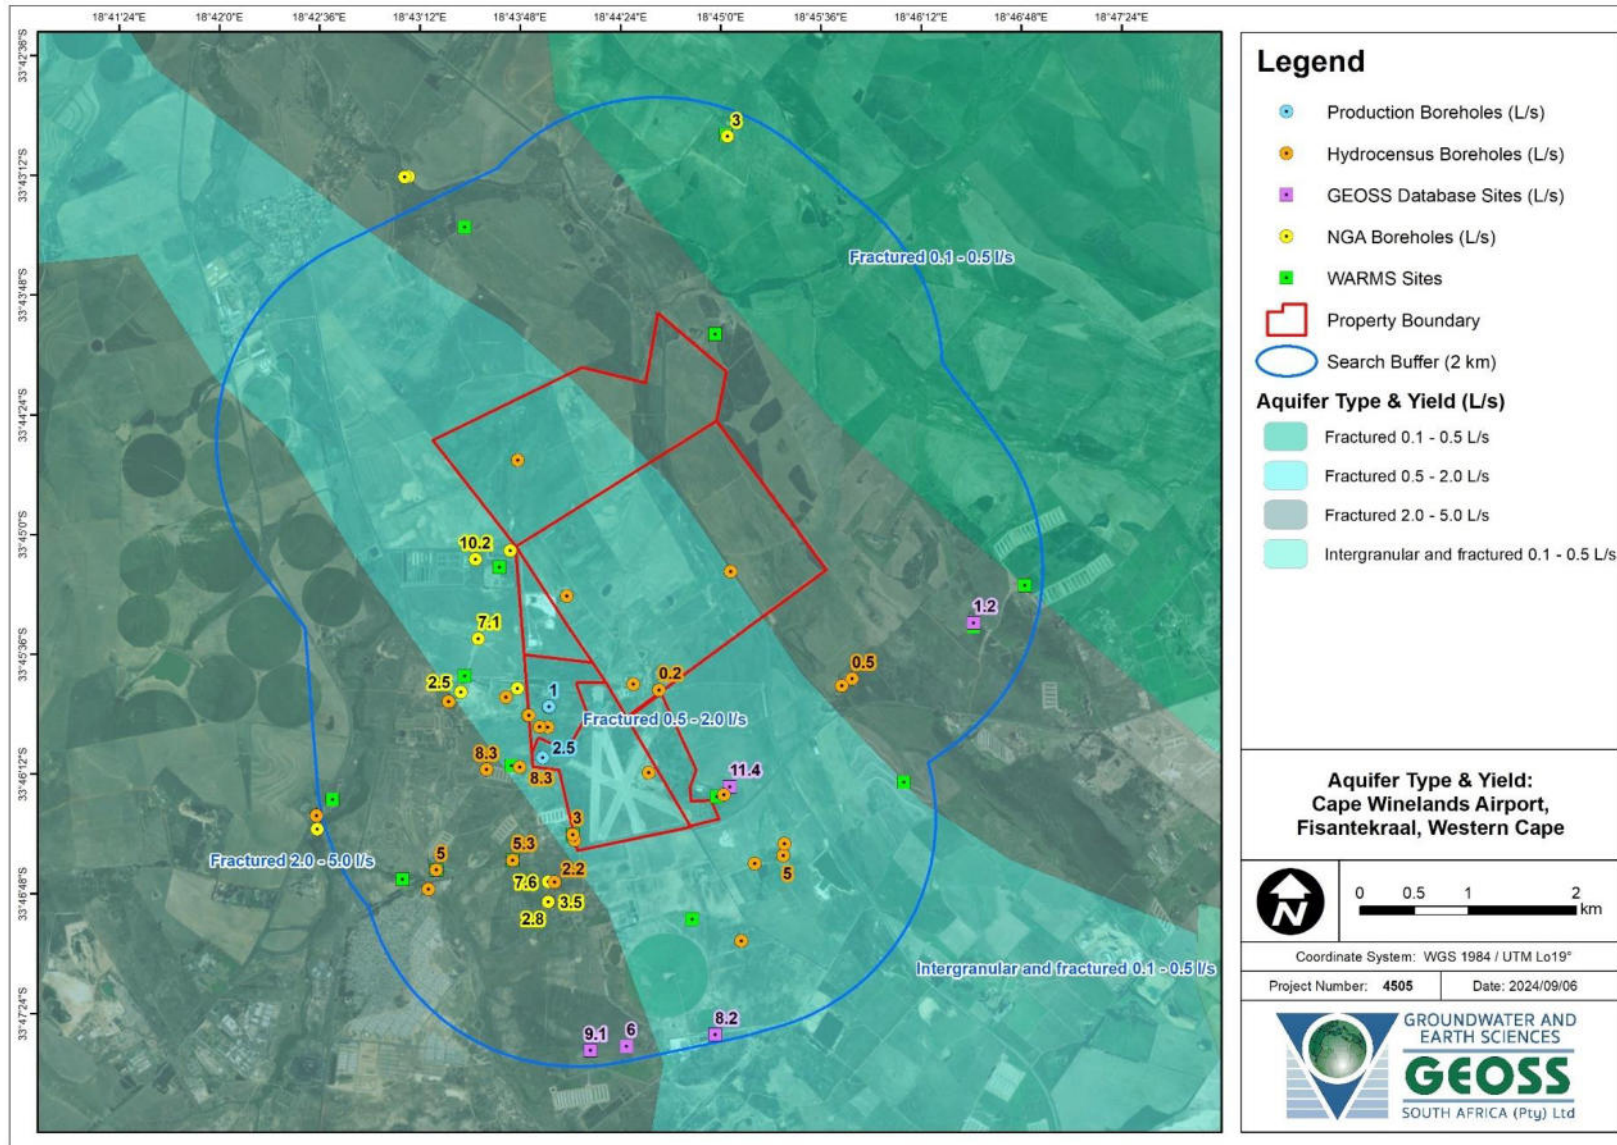 18°41'24"E 18°42'0"E 18°42'36"E 18°43'12"E 18°43'48"E 18°44'24"E 18°45'0"E 18°45'36"E 18°46'12"E 18°46'48"E 18°47'24"E
33°42'36"S
33°43'12"S
33°43'48"S
33°44'24"S
33°45'0"S
33°45'36"S
33°46'12"S
33°46'48"S
33°47'24"S
3
Fractured 0.1 - 0.5 l/s
10.2
7.1
1.2
0.5
2.5
0.2
1
Fractured 0.5 - 2.0 l/s
2.5
8.3
8.3
11.4
3
5.3
5
Fractured 2.0 - 5.0 l/s
2.2
7.6
5
3.5
2.8
Intergranular and fractured 0.1 - 0.5 l/s
9.1
6
8.2
Legend
Production Boreholes (L/s)
Hydrocensus Boreholes (L/s)
GEOSS Database Sites (L/s)
NGA Boreholes (L/s)
WARMS Sites
Property Boundary
Search Buffer (2 km)
Aquifer Type & Yield (L/s)
Fractured 0.1 - 0.5 L/s
Fractured 0.5 - 2.0 L/s
Fractured 2.0 - 5.0 L/s
Intergranular and fractured 0.1 - 0.5 L/s
Aquifer Type & Yield:
Cape Winelands Airport,
Fisantekraal, Western Cape
N
0 0.5 1 2
km
Coordinate System: WGS 1984 / UTM Lo19°
Project Number: 4505
Date: 2024/09/06
GROUNDWATER AND
EARTH SCIENCES
GEOSS
SOUTH AFRICA (Pty) Ltd